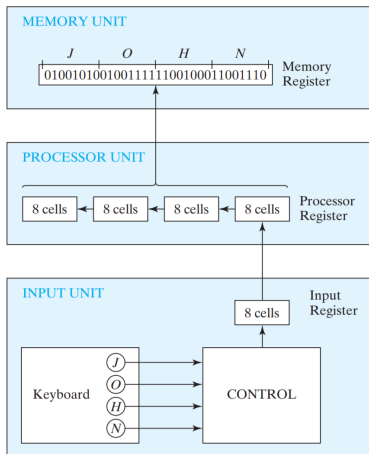 MEMORY UNIT
J O H N
01001010010011111100100011001110
Memory
Register
PROCESSOR UNIT
8 cells 8 cells 8 cells 8 cells
Processor
Register
INPUT UNIT
Input
Register
8 cells
J
O
Keyboard
CONTROL
H
N